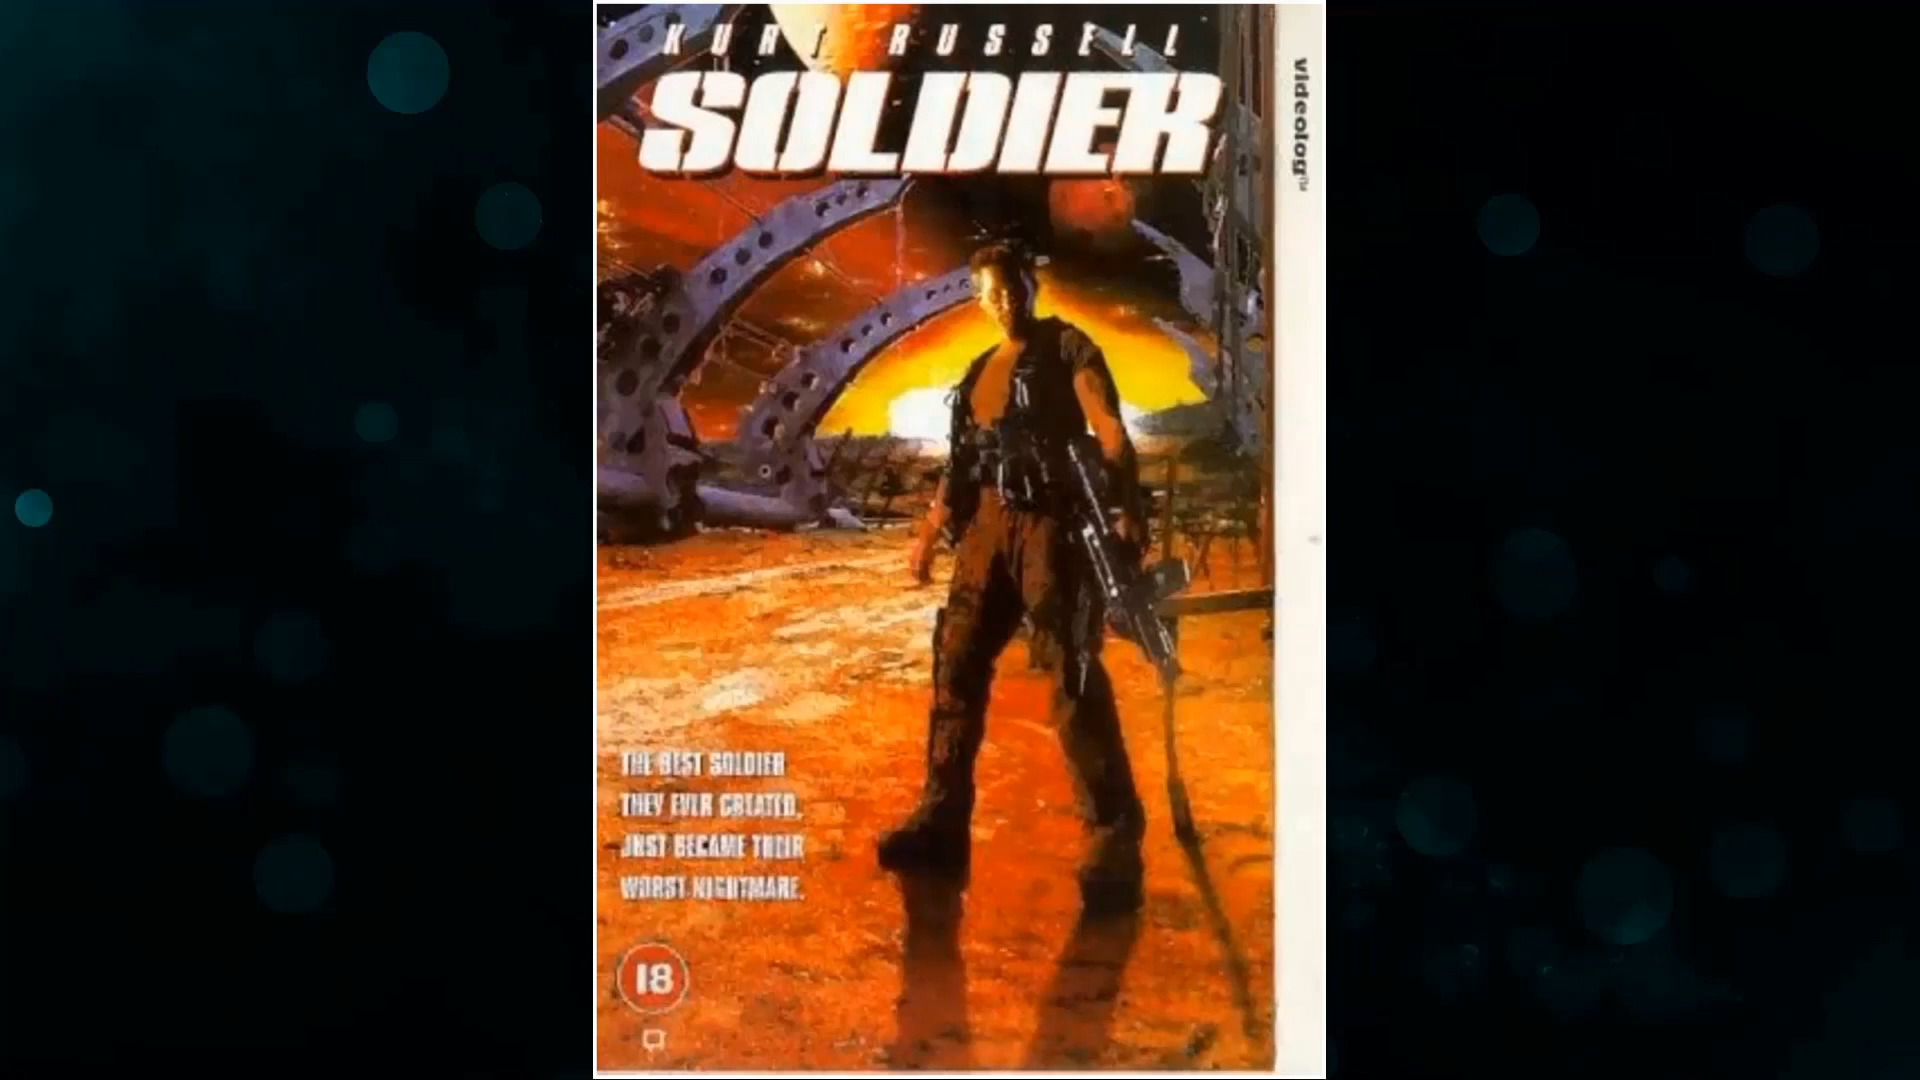 KURT RUSSELL
SOLDIER
videolog
THE BEST SOLDIER
THEY EVER CREATED,
JUST BECAME THEIR
WORST NIGHTMARE.
18